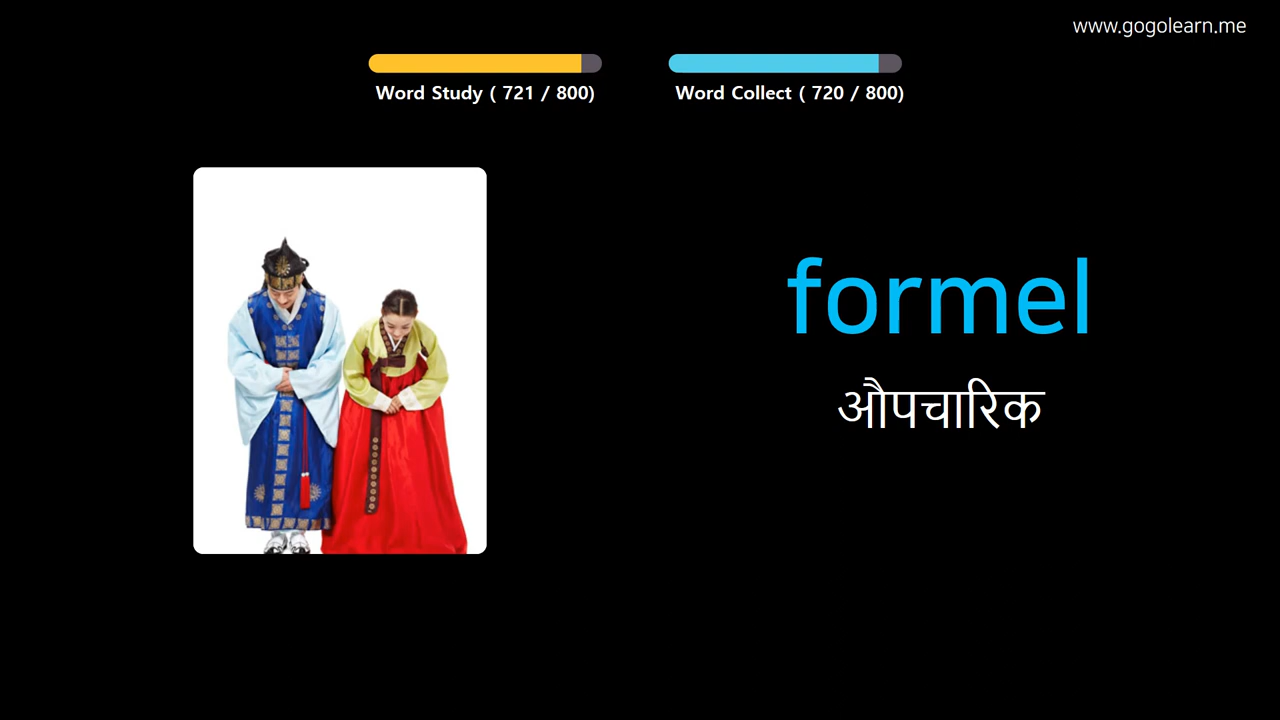 www.gogolearn.me
Word Study ( 721 / 800)
Word Collect ( 720 / 800)
formel
औपचारिक